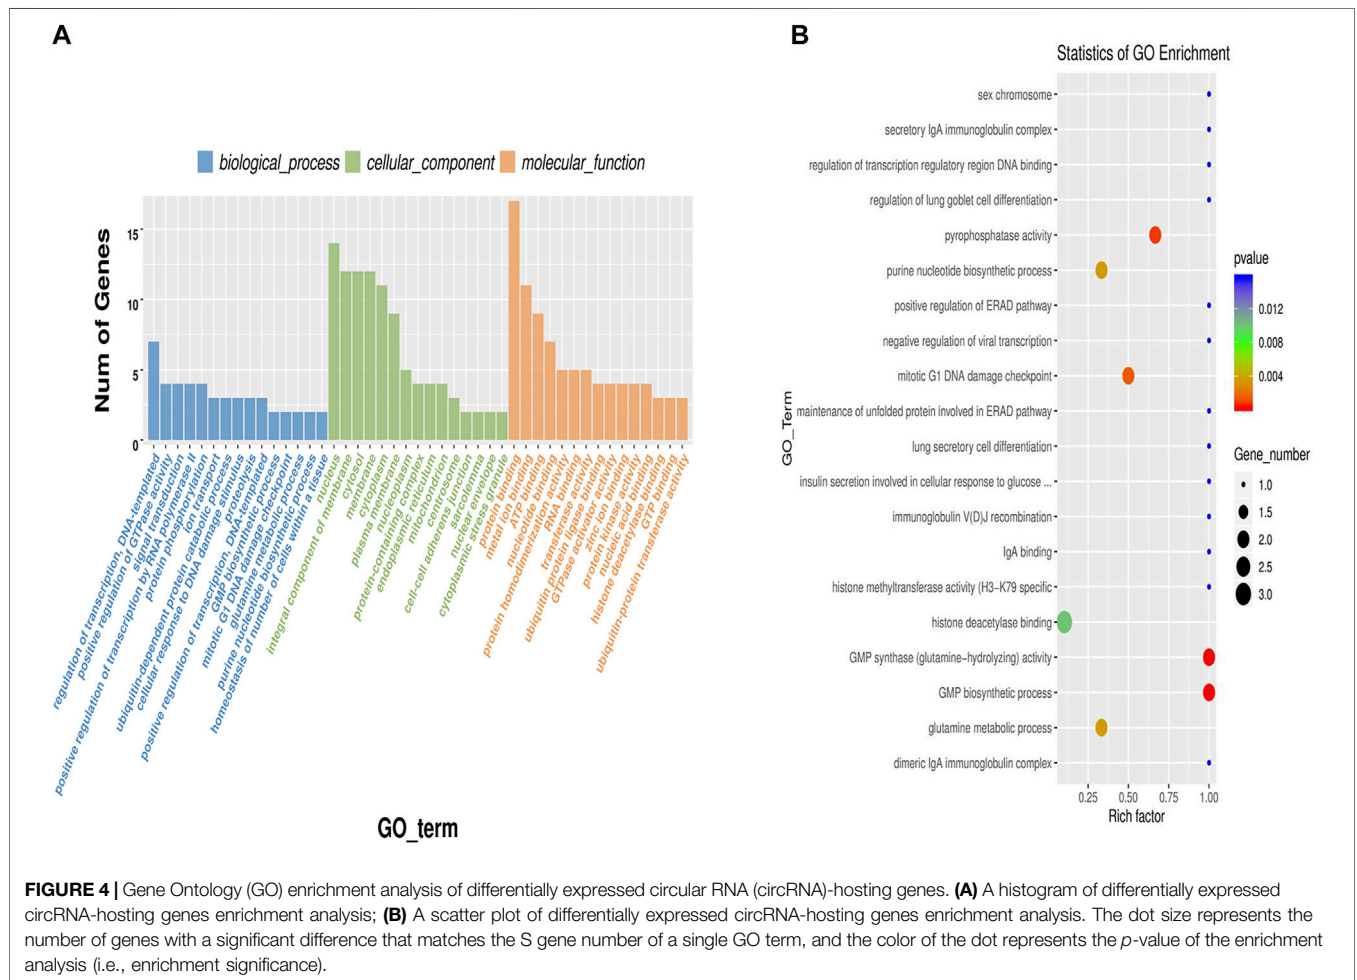 A
biological_process cellular_component molecular_function
Num of Genes
15
10
5
0
regulation of transcription, DNA-templated
positive regulation of GTPase activity
signal transduction
positive regulation of transcription by RNA polymerase II
protein phosphorylation
ion transport
ubiquitin-dependent protein catabolic process
cellular response to DNA damage stimulus
proteolysis
positive regulation of transcription, DNA-templated
GMP biosynthetic process
mitotic G1 DNA damage checkpoint
glutamine metabolic process
purine nucleotide biosynthetic process
homeostasis of number of cells within a tissue
nucleus
integral component of membrane
cytosol
membrane
cytoplasm
plasma membrane
nucleoplasm
protein-containing complex
endoplasmic reticulum
mitochondrion
centrosome
cell-cell adherens junction
sarcolemma
nuclear envelope
cytoplasmic stress granule
protein binding
metal ion binding
ATP binding
nucleotide binding
protein homodimerization activity
RNA binding
transferase activity
ubiquitin protein ligase binding
GTPase activator activity
zinc ion binding
protein kinase activity
nucleic acid binding
histone deacetylase binding
GTP binding
ubiquitin-protein transferase activity
GO_term
B
Statistics of GO Enrichment
GO_Term
sex chromosome
secretory IgA immunoglobulin complex
regulation of transcription regulatory region DNA binding
regulation of lung goblet cell differentiation
pyrophosphatase activity
purine nucleotide biosynthetic process
positive regulation of ERAD pathway
negative regulation of viral transcription
mitotic G1 DNA damage checkpoint
maintenance of unfolded protein involved in ERAD pathway
lung secretory cell differentiation
insulin secretion involved in cellular response to glucose ...
immunoglobulin V(D)J recombination
IgA binding
histone methyltransferase activity (H3−K79 specific
histone deacetylase binding
GMP synthase (glutamine−hydrolyzing) activity
GMP biosynthetic process
glutamine metabolic process
dimeric IgA immunoglobulin complex
0.25 0.50 0.75 1.00
Rich factor
pvalue
0.012
0.008
0.004
Gene_number
1.0
1.5
2.0
2.5
3.0
FIGURE 4 | Gene Ontology (GO) enrichment analysis of differentially expressed circular RNA (circRNA)-hosting genes. (A) A histogram of differentially expressed
circRNA-hosting genes enrichment analysis; (B) A scatter plot of differentially expressed circRNA-hosting genes enrichment analysis. The dot size represents the
number of genes with a significant difference that matches the S gene number of a single GO term, and the color of the dot represents the p-value of the enrichment
analysis (i.e., enrichment significance).